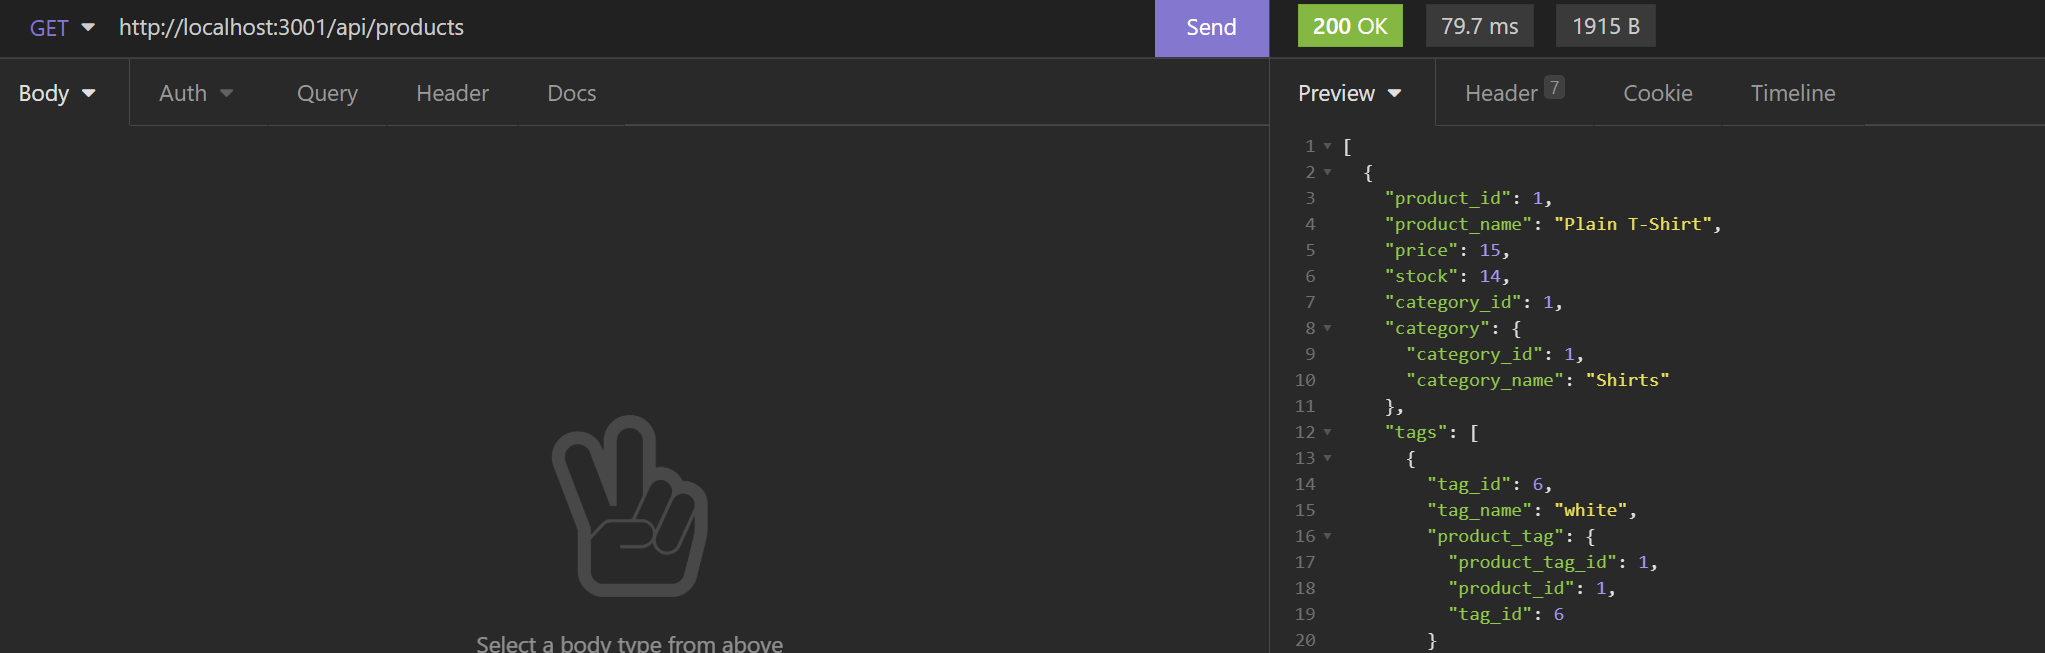 GET http://localhost:3001/api/products Send 200 OK 79.7 ms 1915 B
Body Auth Query Header Docs Preview Header 7 Cookie Timeline
1 [
2 {
3 "product_id": 1,
4 "product_name": "Plain T-Shirt",
5 "price": 15,
6 "stock": 14,
7 "category_id": 1,
8 "category": {
9 "category_id": 1,
10 "category_name": "Shirts"
11 },
12 "tags": [
13 {
14 "tag_id": 6,
15 "tag_name": "white",
16 "product_tag": {
17 "product_tag_id": 1,
18 "product_id": 1,
19 "tag_id": 6
20 }
Select a body type from above